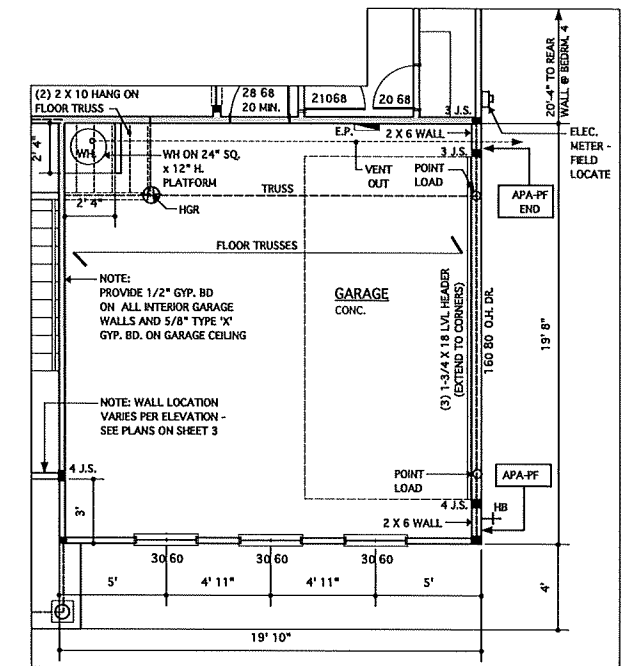 (2) 2 X 10 HANG ON
FLOOR TRUSS
28 68
20 MIN.
21068
20 68
3 J.S.
20'-4" TO REAR
WALL @ BEDRM. 4
E.P.
2 X 6 WALL
ELEC.
METER -
FIELD
LOCATE
2' 4"
WH
WH ON 24" SQ.
x 12" H.
PLATFORM
3 J.S.
VENT
OUT
POINT
LOAD
APA-PF
END
2' 4"
TRUSS
HGR
FLOOR TRUSSES
NOTE:
PROVIDE 1/2" GYP. BD
ON ALL INTERIOR GARAGE
WALLS AND 5/8" TYPE 'X'
GYP. BD. ON GARAGE CEILING
GARAGE
CONC.
(3) 1-3/4 X 18 LVL HEADER
(EXTEND TO CORNERS)
160 80 O.H. DR.
19' 8"
NOTE: WALL LOCATION
VARIES PER ELEVATION -
SEE PLANS ON SHEET 3
4 J.S.
POINT
LOAD
APA-PF
3'
4 J.S.
HB
2 X 6 WALL
30 60
30 60
30 60
5'
4' 11"
4' 11"
5'
4'
19' 10"